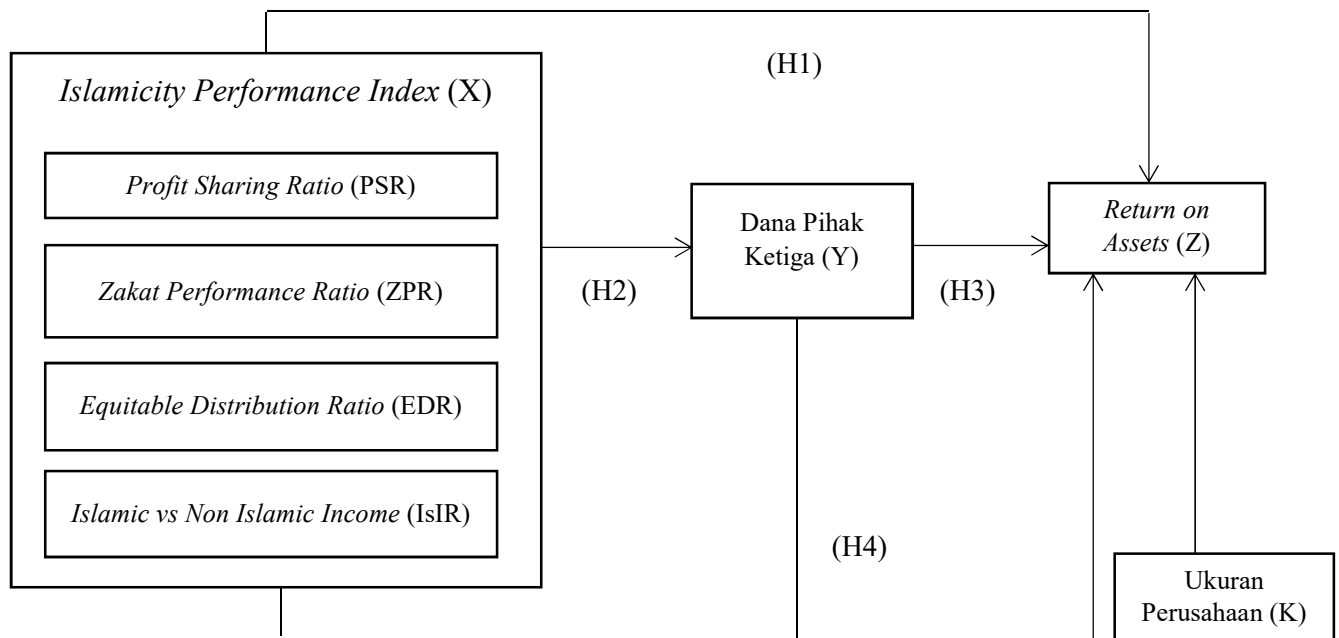 (H1)
Islamicity Performance Index (X)
Profit Sharing Ratio (PSR)
Zakat Performance Ratio (ZPR)
Equitable Distribution Ratio (EDR)
Islamic vs Non Islamic Income (IsIR)
(H2)
Dana Pihak
Ketiga (Y)
(H3)
Return on
Assets (Z)
(H4)
Ukuran
Perusahaan (K)